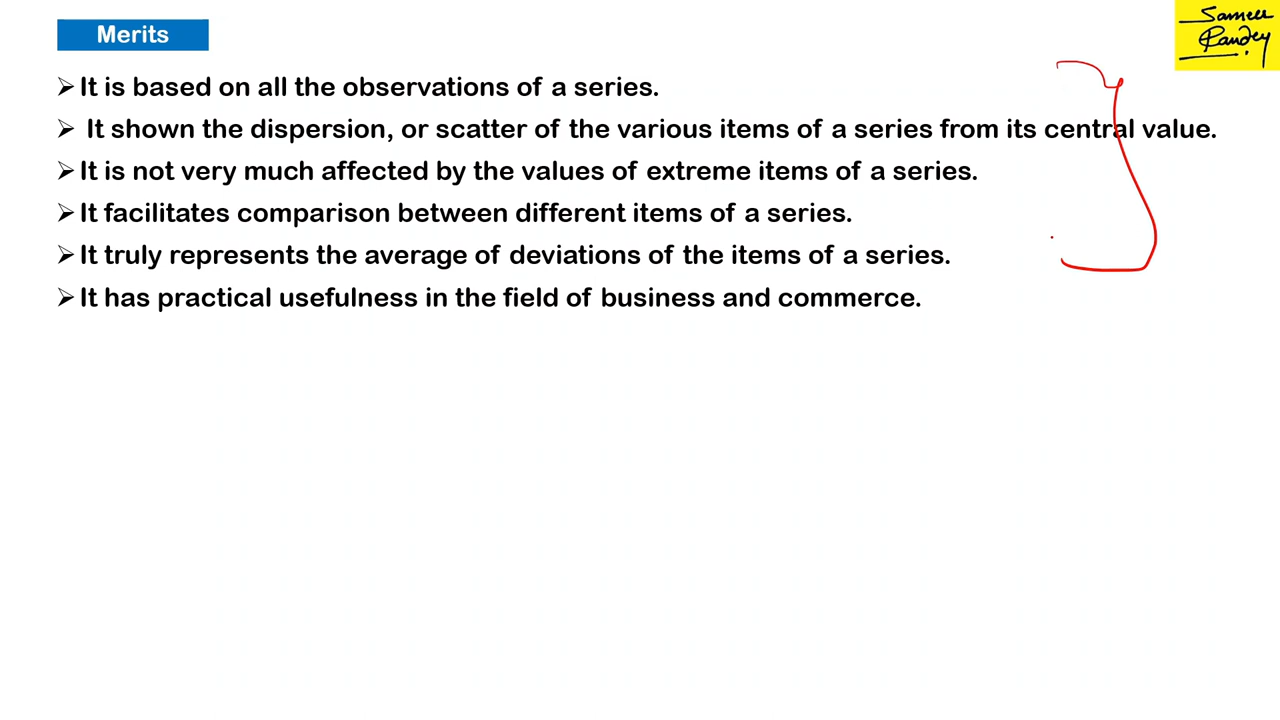 Merits
Sameer
Pandey
➢It is based on all the observations of a series.
➢ It shown the dispersion, or scatter of the various items of a series from its central value.
➢It is not very much affected by the values of extreme items of a series.
➢It facilitates comparison between different items of a series.
➢It truly represents the average of deviations of the items of a series.
➢It has practical usefulness in the field of business and commerce.